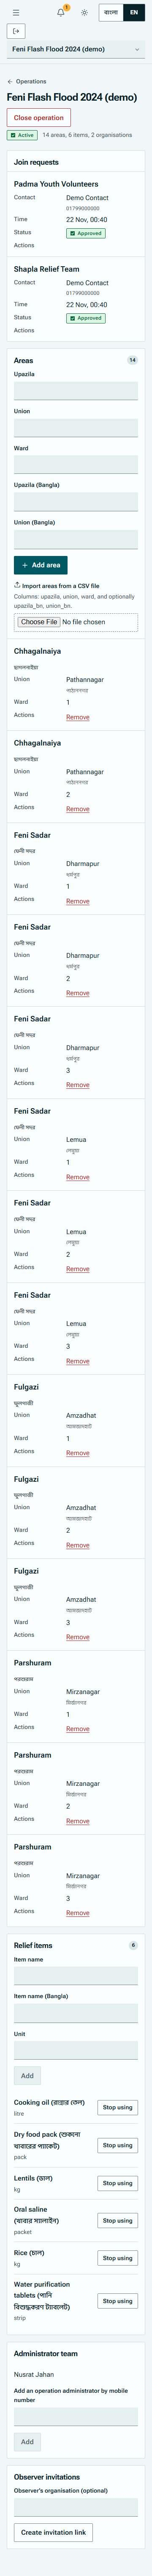 1
বাংলা EN
Feni Flash Flood 2024 (demo)
Operations
Feni Flash Flood 2024 (demo)
Close operation
Active 14 areas, 6 items, 2 organisations
Join requests
Padma Youth Volunteers
Contact Demo Contact
01799000000
Time 22 Nov, 00:40
Status Approved
Actions
Shapla Relief Team
Contact Demo Contact
01799000000
Time 22 Nov, 00:40
Status Approved
Actions
Areas 14
Upazila
Union
Ward
Upazila (Bangla)
Union (Bangla)
Add area
Import areas from a CSV file
Columns: upazila, union, ward, and optionally
upazila_bn, union_bn.
Choose File No file chosen
Chhagalnaiya
ছাগলনাইয়া
Union Pathannagar
পাঠাননগর
Ward 1
Actions Remove
Chhagalnaiya
ছাগলনাইয়া
Union Pathannagar
পাঠাননগর
Ward 2
Actions Remove
Feni Sadar
ফেনী সদর
Union Dharmapur
ধর্মপুর
Ward 1
Actions Remove
Feni Sadar
ফেনী সদর
Union Dharmapur
ধর্মপুর
Ward 2
Actions Remove
Feni Sadar
ফেনী সদর
Union Dharmapur
ধর্মপুর
Ward 3
Actions Remove
Feni Sadar
ফেনী সদর
Union Lemua
লেমুয়া
Ward 1
Actions Remove
Feni Sadar
ফেনী সদর
Union Lemua
লেমুয়া
Ward 2
Actions Remove
Feni Sadar
ফেনী সদর
Union Lemua
লেমুয়া
Ward 3
Actions Remove
Fulgazi
ফুলগাজী
Union Amzadhat
আমজাদহাট
Ward 1
Actions Remove
Fulgazi
ফুলগাজী
Union Amzadhat
আমজাদহাট
Ward 2
Actions Remove
Fulgazi
ফুলগাজী
Union Amzadhat
আমজাদহাট
Ward 3
Actions Remove
Parshuram
পরশুরাম
Union Mirzanagar
মির্জানগর
Ward 1
Actions Remove
Parshuram
পরশুরাম
Union Mirzanagar
মির্জানগর
Ward 2
Actions Remove
Parshuram
পরশুরাম
Union Mirzanagar
মির্জানগর
Ward 3
Actions Remove
Relief items 6
Item name
Item name (Bangla)
Unit
Add
Cooking oil (রান্নার তেল) Stop using
litre
Dry food pack (শুকনা
খাবারের প্যাকেট) Stop using
pack
Lentils (ডাল) Stop using
kg
Oral saline
(খাবার স্যালাইন) Stop using
packet
Rice (চাল) Stop using
kg
Water purification
tablets (পানি
বিশুদ্ধকরণ ট্যাবলেট) Stop using
strip
Administrator team
Nusrat Jahan
Add an operation administrator by mobile
number
Add
Observer invitations
Observer's organisation (optional)
Create invitation link